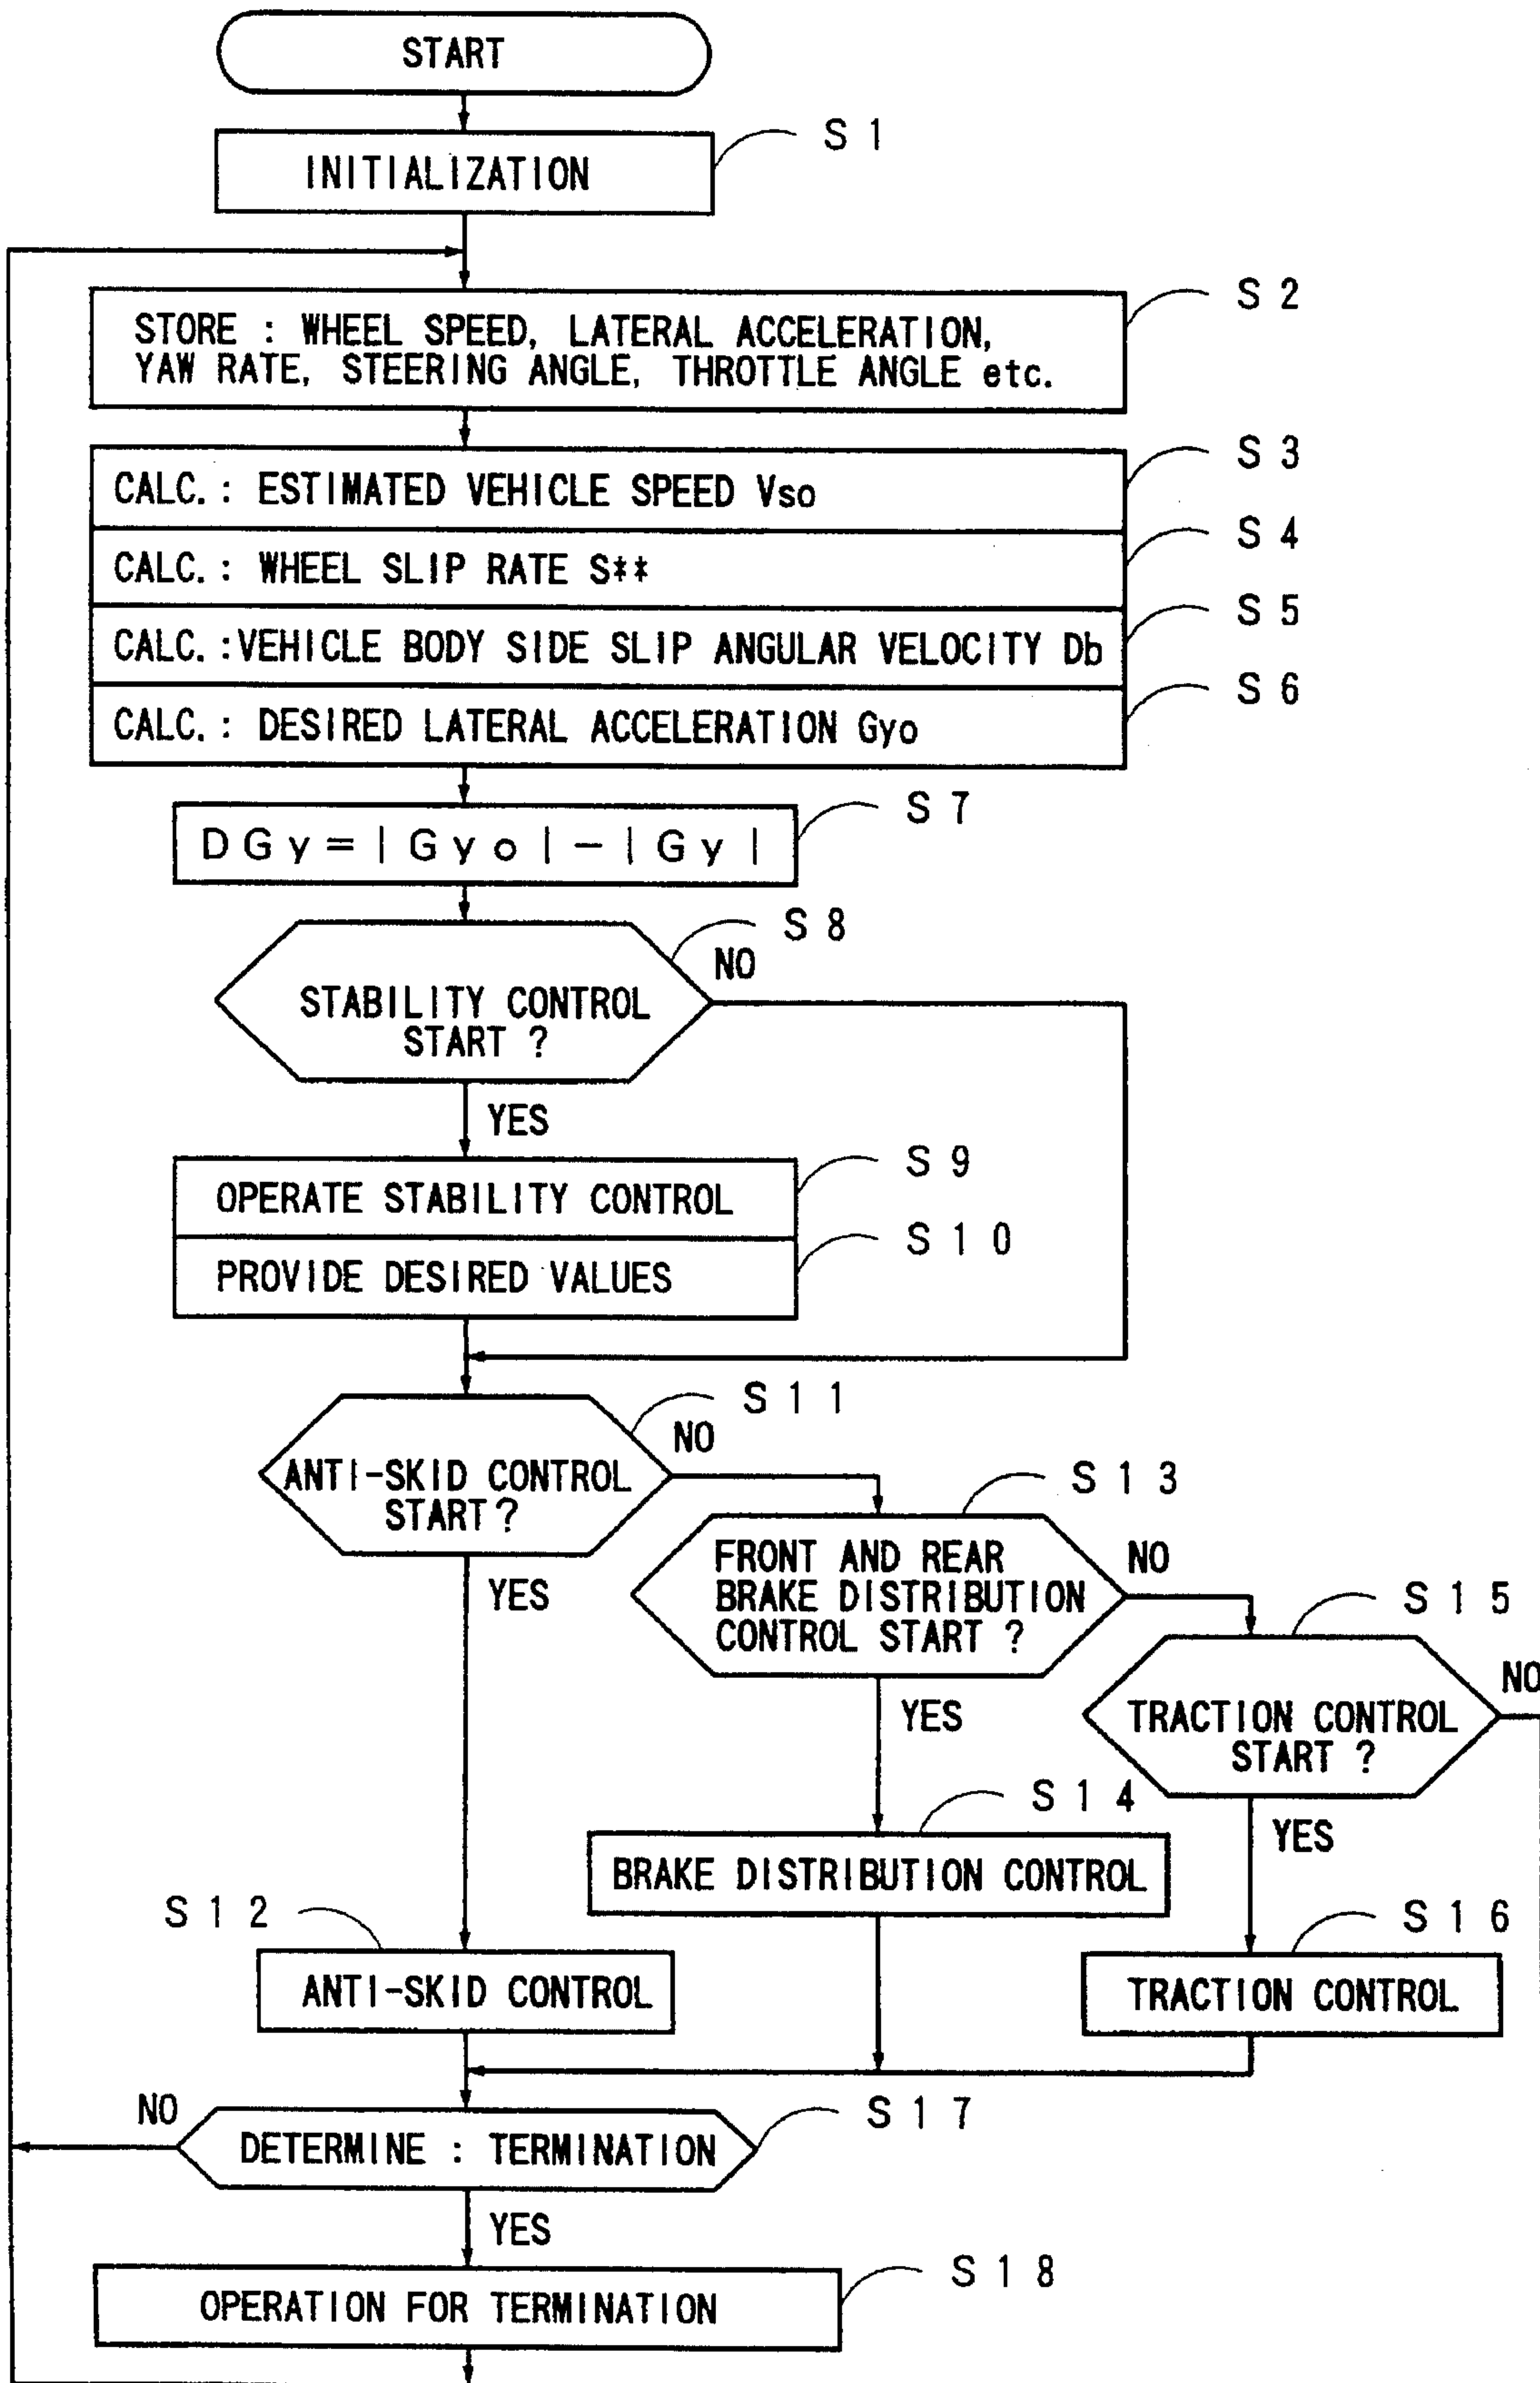 START
S 1
INITIALIZATION
S 2
STORE : WHEEL SPEED, LATERAL ACCELERATION,
YAW RATE, STEERING ANGLE, THROTTLE ANGLE etc.
S 3
CALC. : ESTIMATED VEHICLE SPEED Vso
S 4
CALC. : WHEEL SLIP RATE S**
S 5
CALC. :VEHICLE BODY SIDE SLIP ANGULAR VELOCITY Db
S 6
CALC. : DESIRED LATERAL ACCELERATION Gyo
S 7
DGy=|Gyo|-|Gy|
S 8
NO
STABILITY CONTROL
START ?
YES
S 9
OPERATE STABILITY CONTROL
S 1 0
PROVIDE DESIRED VALUES
S 1 1
NO
ANTI-SKID CONTROL
START ?
YES
S 1 3
FRONT AND REAR
BRAKE DISTRIBUTION
CONTROL START ?
NO
YES
S 1 5
NO
TRACTION CONTROL
START ?
YES
S 1 4
BRAKE DISTRIBUTION CONTROL
S 1 2
ANTI-SKID CONTROL
S 1 6
TRACTION CONTROL
S 1 7
NO
DETERMINE : TERMINATION
YES
S 1 8
OPERATION FOR TERMINATION